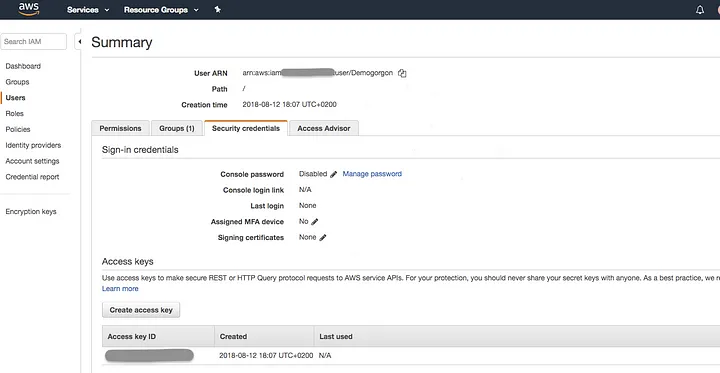 aws
Services
Resource Groups
Search IAM
Dashboard
Groups
Users
Roles
Policies
Identity providers
Account settings
Credential report
Encryption keys
Summary
User ARN arn:aws:iam user/Demogorgon
Path /
Creation time 2018-08-12 18:07 UTC+0200
Permissions Groups (1) Security credentials Access Advisor
Sign-in credentials
Console password Disabled Manage password
Console login link N/A
Last login None
Assigned MFA device No
Signing certificates None
Access keys
Use access keys to make secure REST or HTTP Query protocol requests to AWS service APIs. For your protection, you should never share your secret keys with anyone. As a best practice, we re
Learn more
Create access key
Access key ID Created Last used
2018-08-12 18:07 UTC+0200 N/A